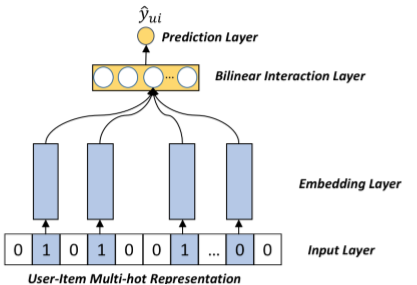 ŷui
Prediction Layer
...
Bilinear Interaction Layer
Embedding Layer
0 1 0 1 0 0 1 ... 0 0
Input Layer
User-Item Multi-hot Representation